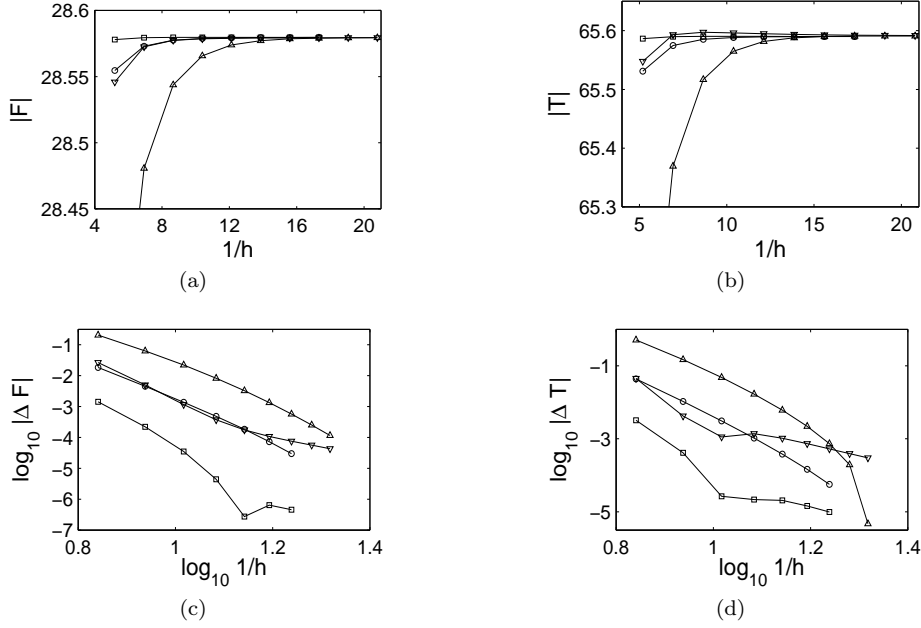 28.6
28.55
28.5
28.45
|F|
4 8 12 16 20
1/h
(a)
65.6
65.5
65.4
65.3
|T|
5 10 15 20
1/h
(b)
−1
−2
−3
−4
−5
−6
−7
log10 |Δ F|
0.8 1 1.2 1.4
log10 1/h
(c)
−1
−3
−5
log10 |Δ T|
0.8 1 1.2 1.4
log10 1/h
(d)